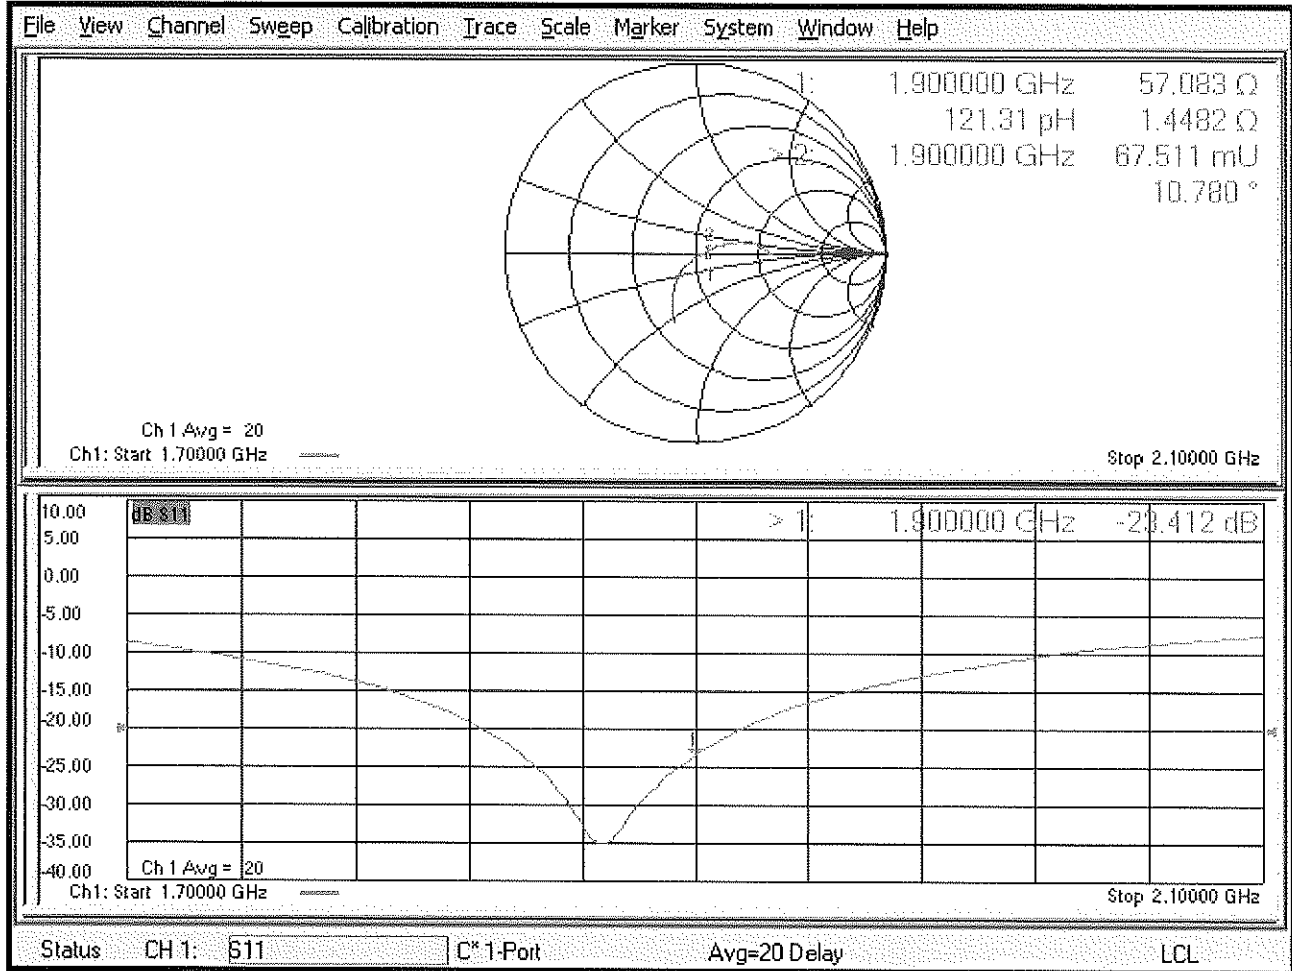 File View Channel Sweep Calibration Trace Scale Marker System Window Help
1: 1.900000 GHz 57.083 Ω
121.31 pH 1.4482 Ω
> 2: 1.900000 GHz 67.511 mU
10.780 °
Ch 1 Avg = 20
Ch1: Start 1.70000 GHz
Stop 2.10000 GHz
10.00
dB S11
> 1: 1.900000 GHz -23.412 dB
5.00
0.00
-5.00
-10.00
-15.00
-20.00
-25.00
-30.00
-35.00
-40.00
Ch 1 Avg = 20
Ch1: Start 1.70000 GHz
Stop 2.10000 GHz
Status CH 1: S11 C* 1-Port Avg=20 Delay LCL